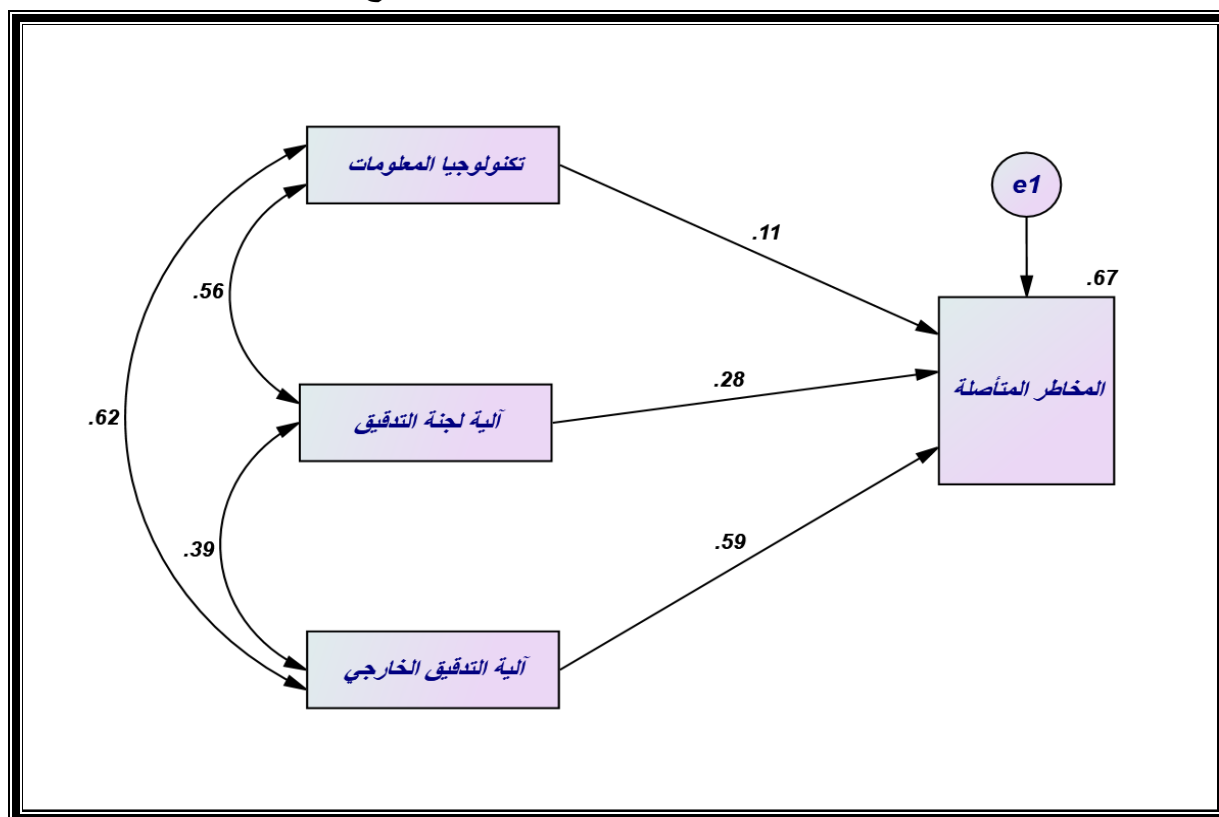 تكنولوجيا المعلومات
e1
.11
.67
.56
.28
المخاطر المتأصلة
آلية لجنة التدقيق
.62
.39
.59
آلية التدقيق الخارجي